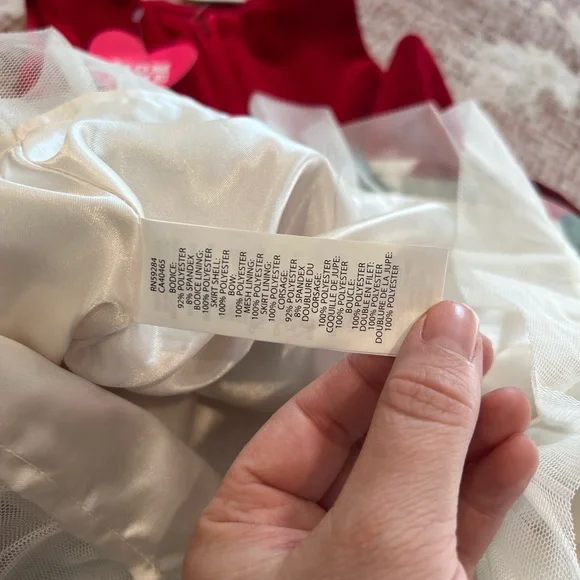 RN59284
CA40465
BODICE:
92% POLYESTER
8% SPANDEX
BODICE LINING:
100% POLYESTER
SKIRT SHELL:
100% POLYESTER
BOW:
100% POLYESTER
MESH LINING:
100% POLYESTER
SKIRT LINING:
100% POLYESTER
CORSAGE:
92% POLYESTER
8% SPANDEX
DOUBLURE DU
CORSAGE:
100% POLYESTER
COQUILLE DE JUPE:
100% POLYESTER
BOUCLE:
100% POLYESTER
DOUBLE EN FILET:
100% POLYESTER
DOUBLURE DE LA JUPE:
100% POLYESTER